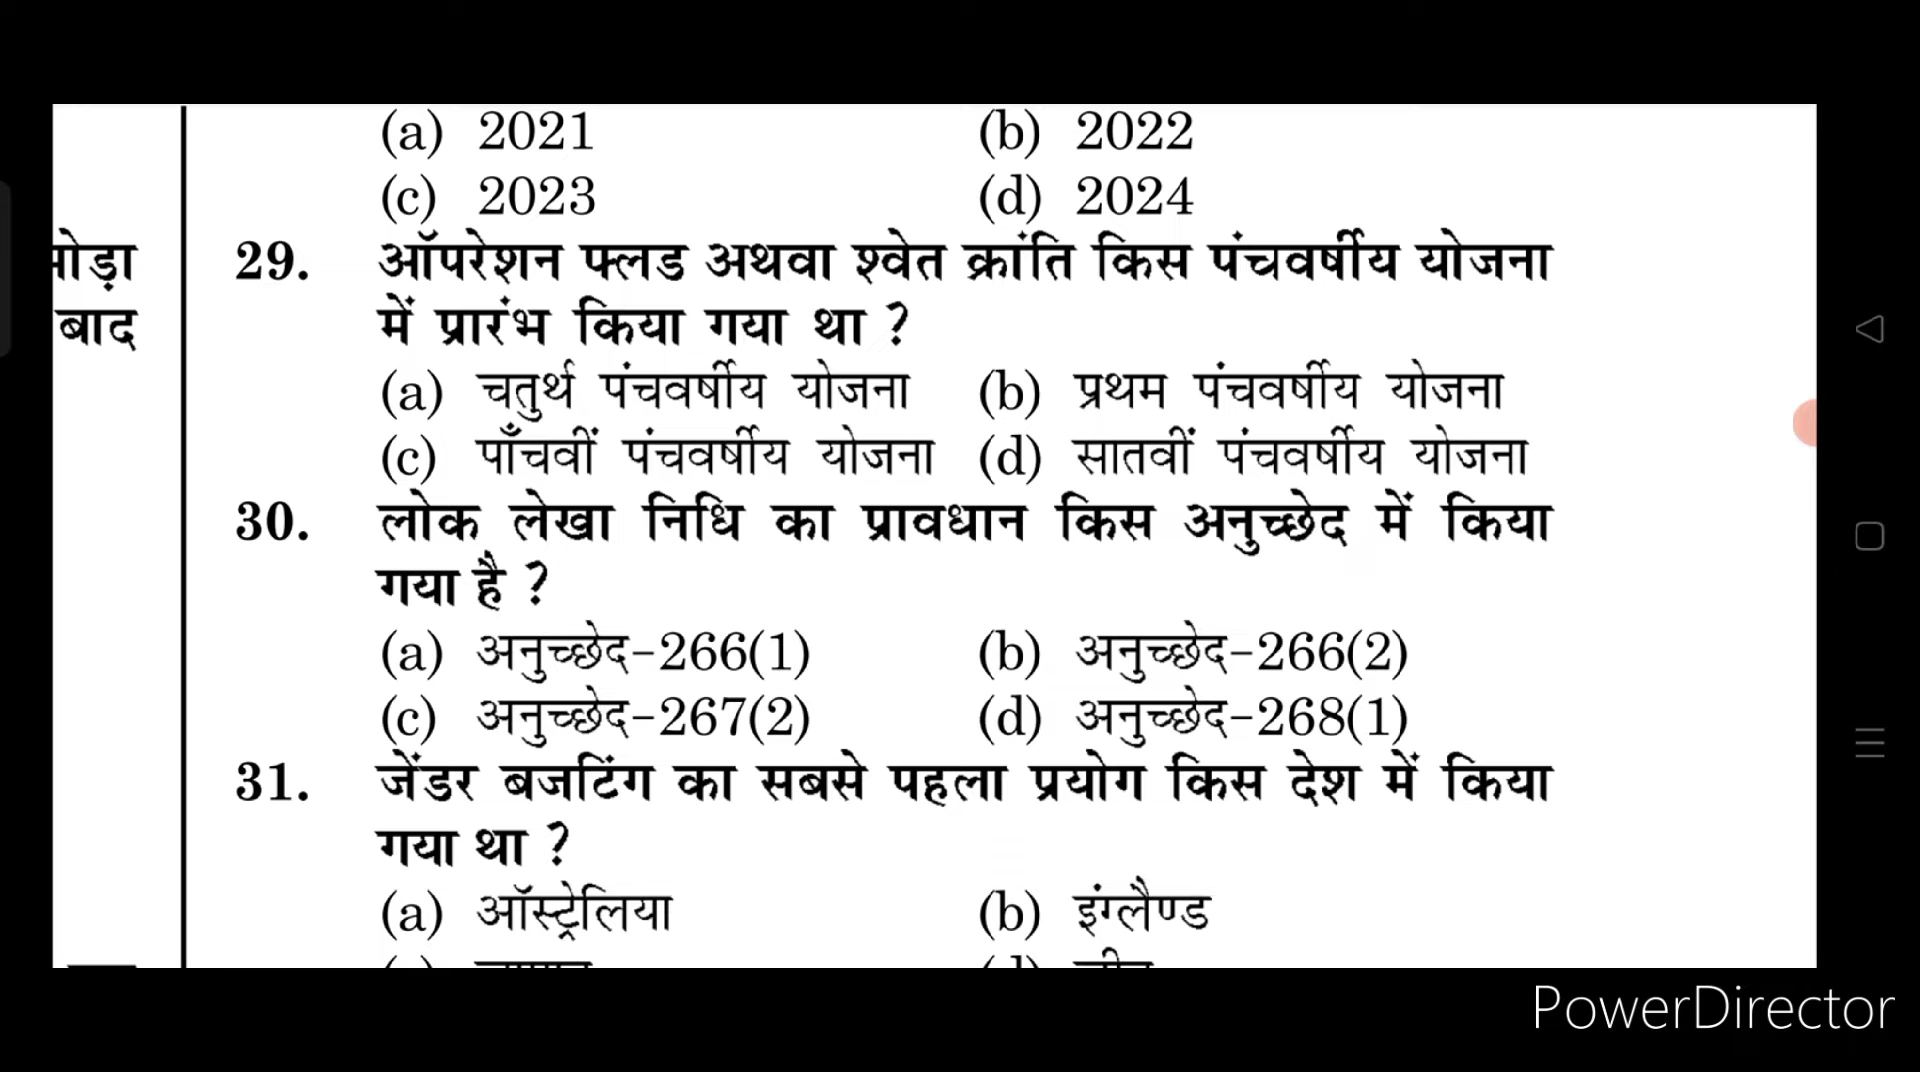 (a) 2021 (b) 2022
(c) 2023 (d) 2024
बाद
29. ऑपरेशन फ्लड अथवा श्वेत क्रांति किस पंचवर्षीय योजना
में प्रारंभ किया गया था ?
(a) चतुर्थ पंचवर्षीय योजना (b) प्रथम पंचवर्षीय योजना
(c) पाँचवीं पंचवर्षीय योजना (d) सातवीं पंचवर्षीय योजना
30. लोक लेखा निधि का प्रावधान किस अनुच्छेद में किया
गया है ?
(a) अनुच्छेद-266(1) (b) अनुच्छेद-266(2)
(c) अनुच्छेद-267(2) (d) अनुच्छेद-268(1)
31. जेंडर बजटिंग का सबसे पहला प्रयोग किस देश में किया
गया था ?
(a) ऑस्ट्रेलिया (b) इंग्लैण्ड
PowerDirector